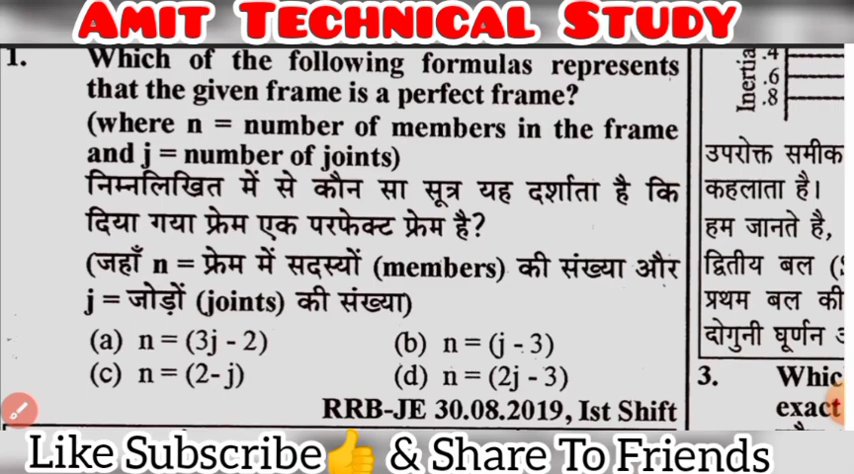 AMIT TECHNICAL STUDY
1. Which of the following formulas represents
that the given frame is a perfect frame?
(where n = number of members in the frame
and j = number of joints)
निम्नलिखित में से कौन सा सूत्र यह दर्शाता है कि
दिया गया फ्रेम एक परफेक्ट फ्रेम है?
(जहाँ n = फ्रेम में सदस्यों (members) की संख्या और
j = जोड़ों (joints) की संख्या)
(a) n = (3j - 2) (b) n = (j - 3)
(c) n = (2- j) (d) n = (2j - 3)
RRB-JE 30.08.2019, Ist Shift
Inertia
.4
.6
.8
उपरोक्त समीक
कहलाता है।
हम जानते है,
द्वितीय बल (
प्रथम बल की
दोगुनी घूर्णन
3. Whic
exact
Like Subscribe👍 & Share To Friends